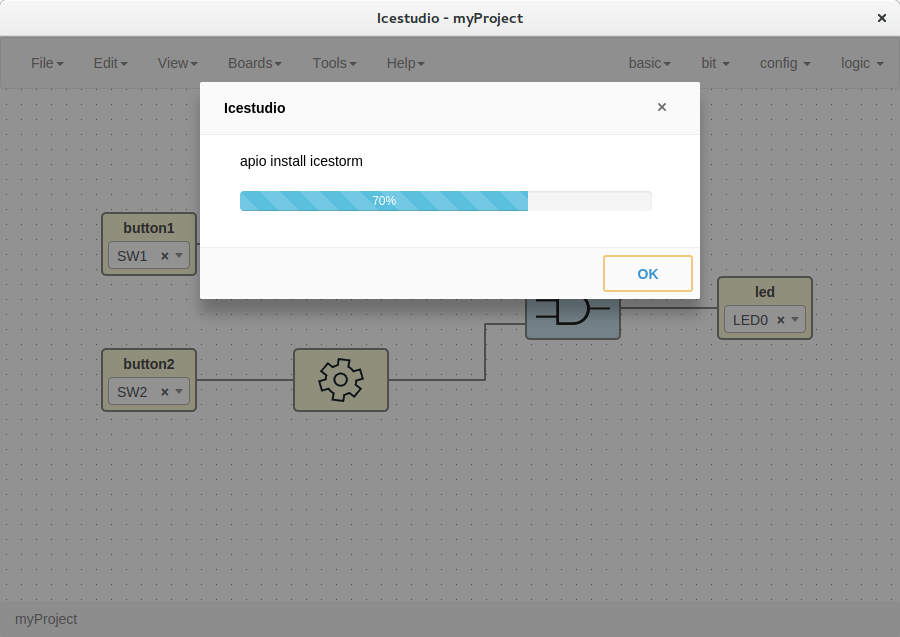 Icestudio - myProject
File Edit View Boards Tools Help basic bit config logic
Icestudio
apio install icestorm
70%
OK
button1
SW1
led
LED0
button2
SW2
myProject